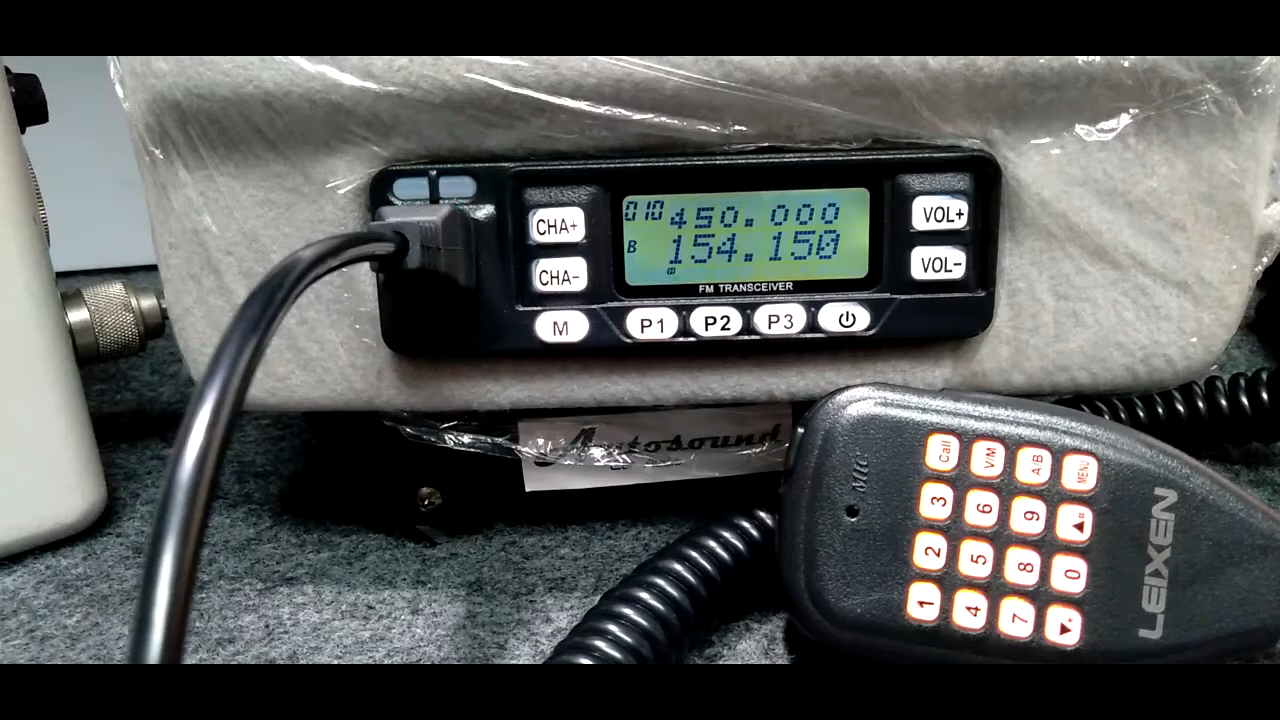 CHA+
CHA-
M
010 450.000
B 154.150
FM TRANSCEIVER
P1 P2 P3
VOL+
VOL-
Autosound
MIC
Call V/M A/B MENU
3 6 9 ▲#
2 5 8 0
1 4 7 ▼*
LEIXEN